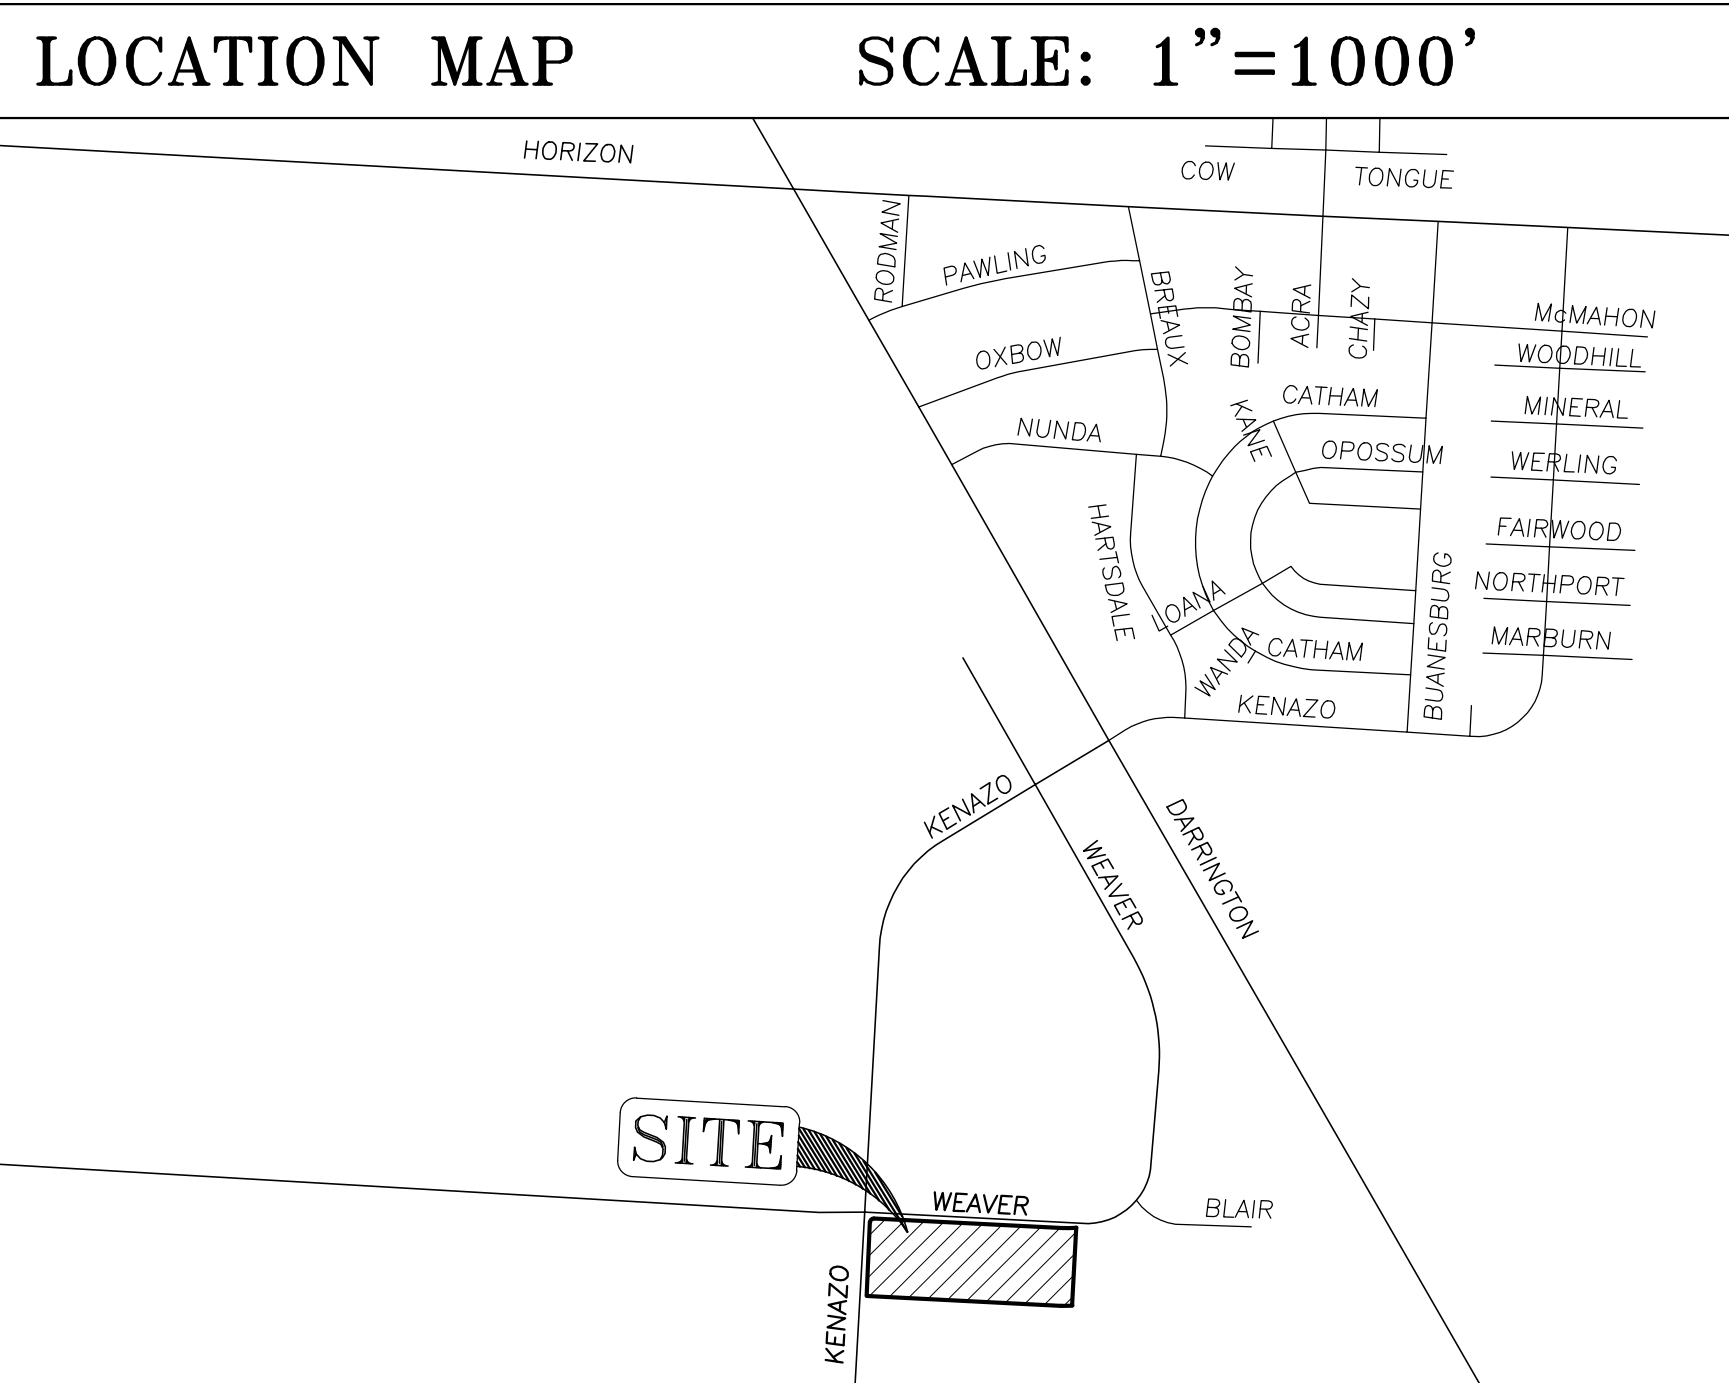 LOCATION MAP SCALE: 1"=1000'
HORIZON
COW TONGUE
RODMAN
PAWLING
BREAUX
BOMBAY
ACRA
CHAZY
McMAHON
WOODHILL
OXBOW
CATHAM
MINERAL
KANE
NUNDA
OPOSSUM
WERLING
HARTSDALE
FAIRWOOD
NORTHPORT
LOANA
BUANESBURG
MARBURN
WANDA
CATHAM
KENAZO
KENAZO
WEAVER
DARRINGTON
SITE
WEAVER
BLAIR
KENAZO